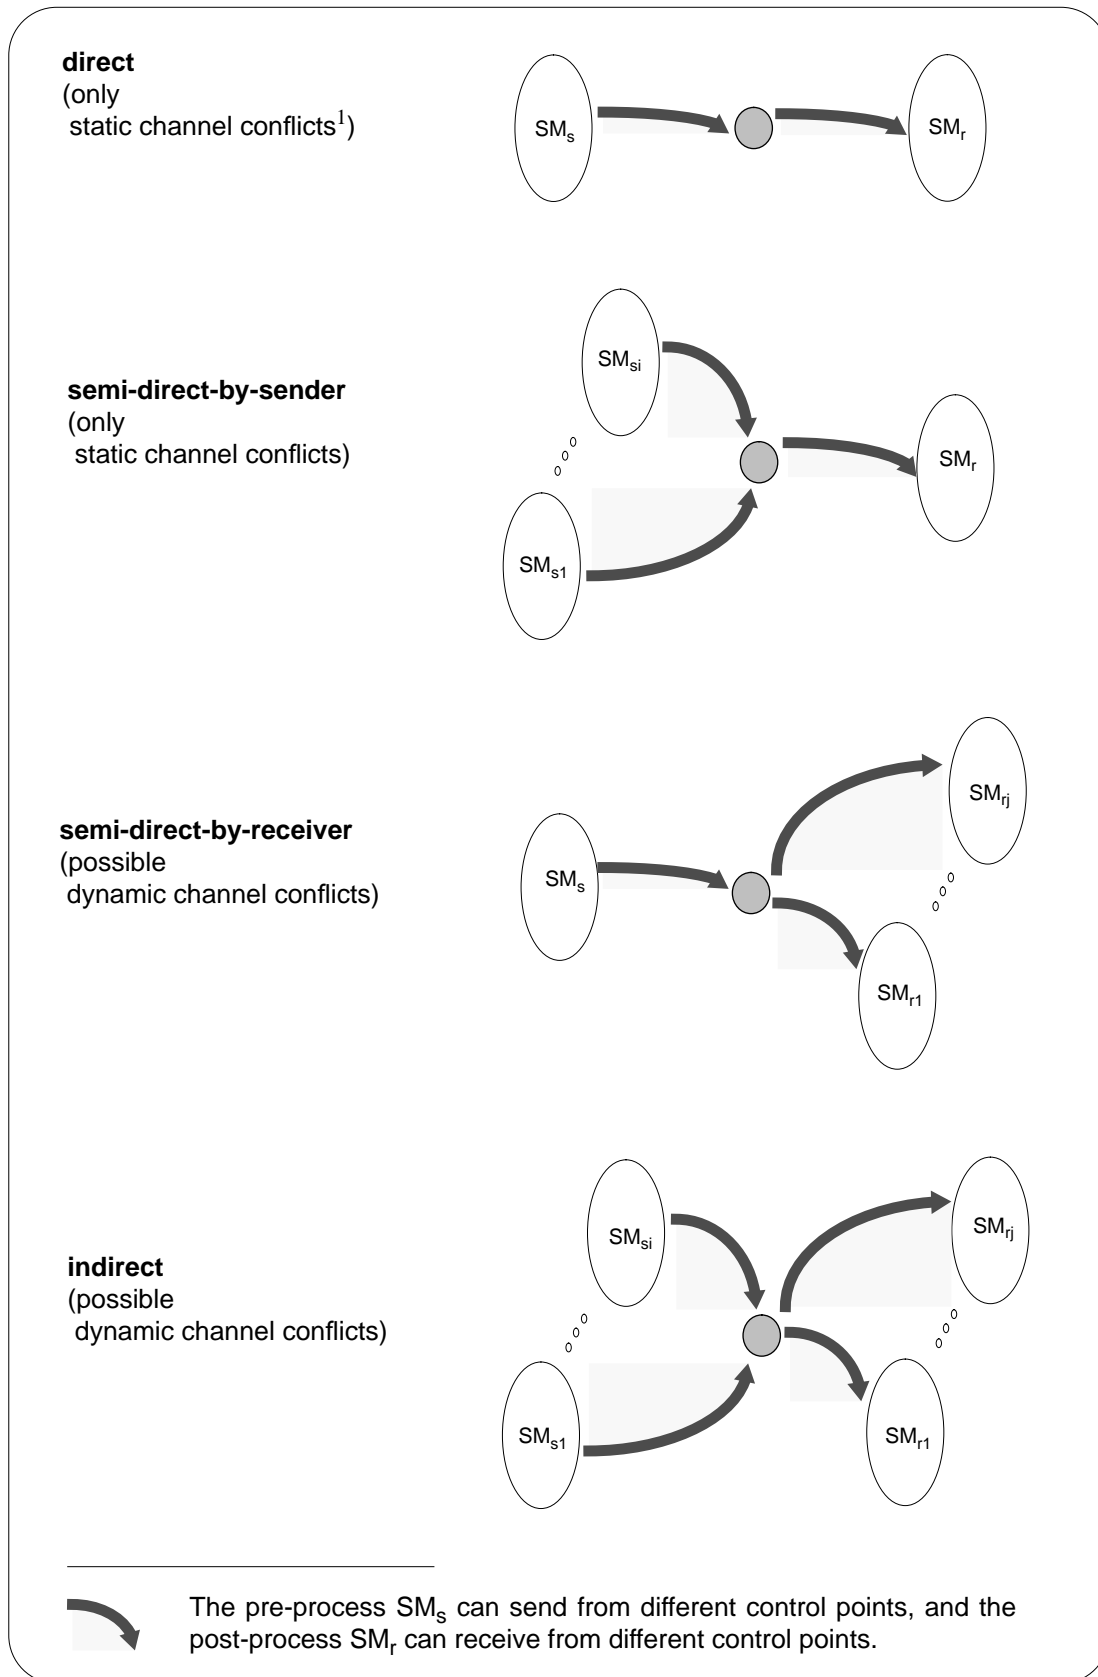 direct
(only
static channel conflicts1)
SMs
SMr
SMsi
semi-direct-by-sender
(only
static channel conflicts)
SMr
SMs1
SMrj
semi-direct-by-receiver
(possible
dynamic channel conflicts)
SMs
SMr1
SMsi
SMrj
indirect
(possible
dynamic channel conflicts)
SMs1
SMr1
The pre-process SMs can send from different control points, and the
post-process SMr can receive from different control points.